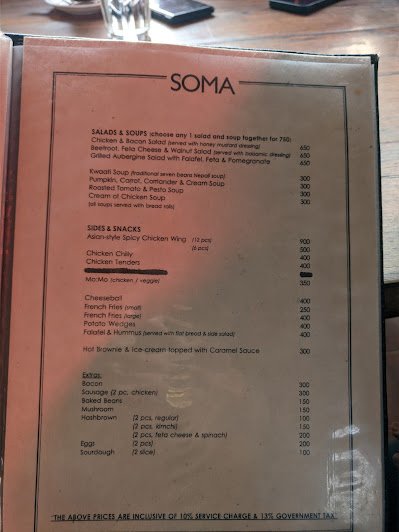 SOMA
SALADS & SOUPS (choose any 1 salad and soup together for 750)
Chicken & Bacon Salad (served with honey mustard dressing) 650
Beetroot, Feta Cheese & Walnut Salad (served with balsamic dressing) 650
Grilled Aubergine Salad with Falafel, Feta & Pomegranate 650
Kwaati Soup (traditional seven beans Nepali soup) 300
Pumpkin, Carrot, Coriander & Cream Soup 300
Roasted Tomato & Pesto Soup 300
Cream of Chicken Soup 300
(all soups served with bread rolls)
SIDES & SNACKS
Asian-style Spicy Chicken Wing (12 pcs) 900
(6 pcs) 500
Chicken Chilly 400
Chicken Tenders 400
Mo:Mo (chicken / veggie) 350
Cheeseball 400
French Fries (small) 250
French Fries (large) 400
Potato Wedges 400
Falafel & Hummus (served with flat bread & side salad) 400
Hot Brownie & Ice-cream topped with Caramel Sauce 300
Extras:
Bacon 300
Sausage (2 pc, chicken) 300
Baked Beans 150
Mushroom 150
Hashbrown (2 pcs, regular) 100
(2 pcs, kimchi) 150
(2 pcs, feta cheese & spinach) 200
Eggs (2 pcs) 200
Sourdough (2 slice) 100
"THE ABOVE PRICES ARE INCLUSIVE OF 10% SERVICE CHARGE & 13% GOVERNMENT TAX"